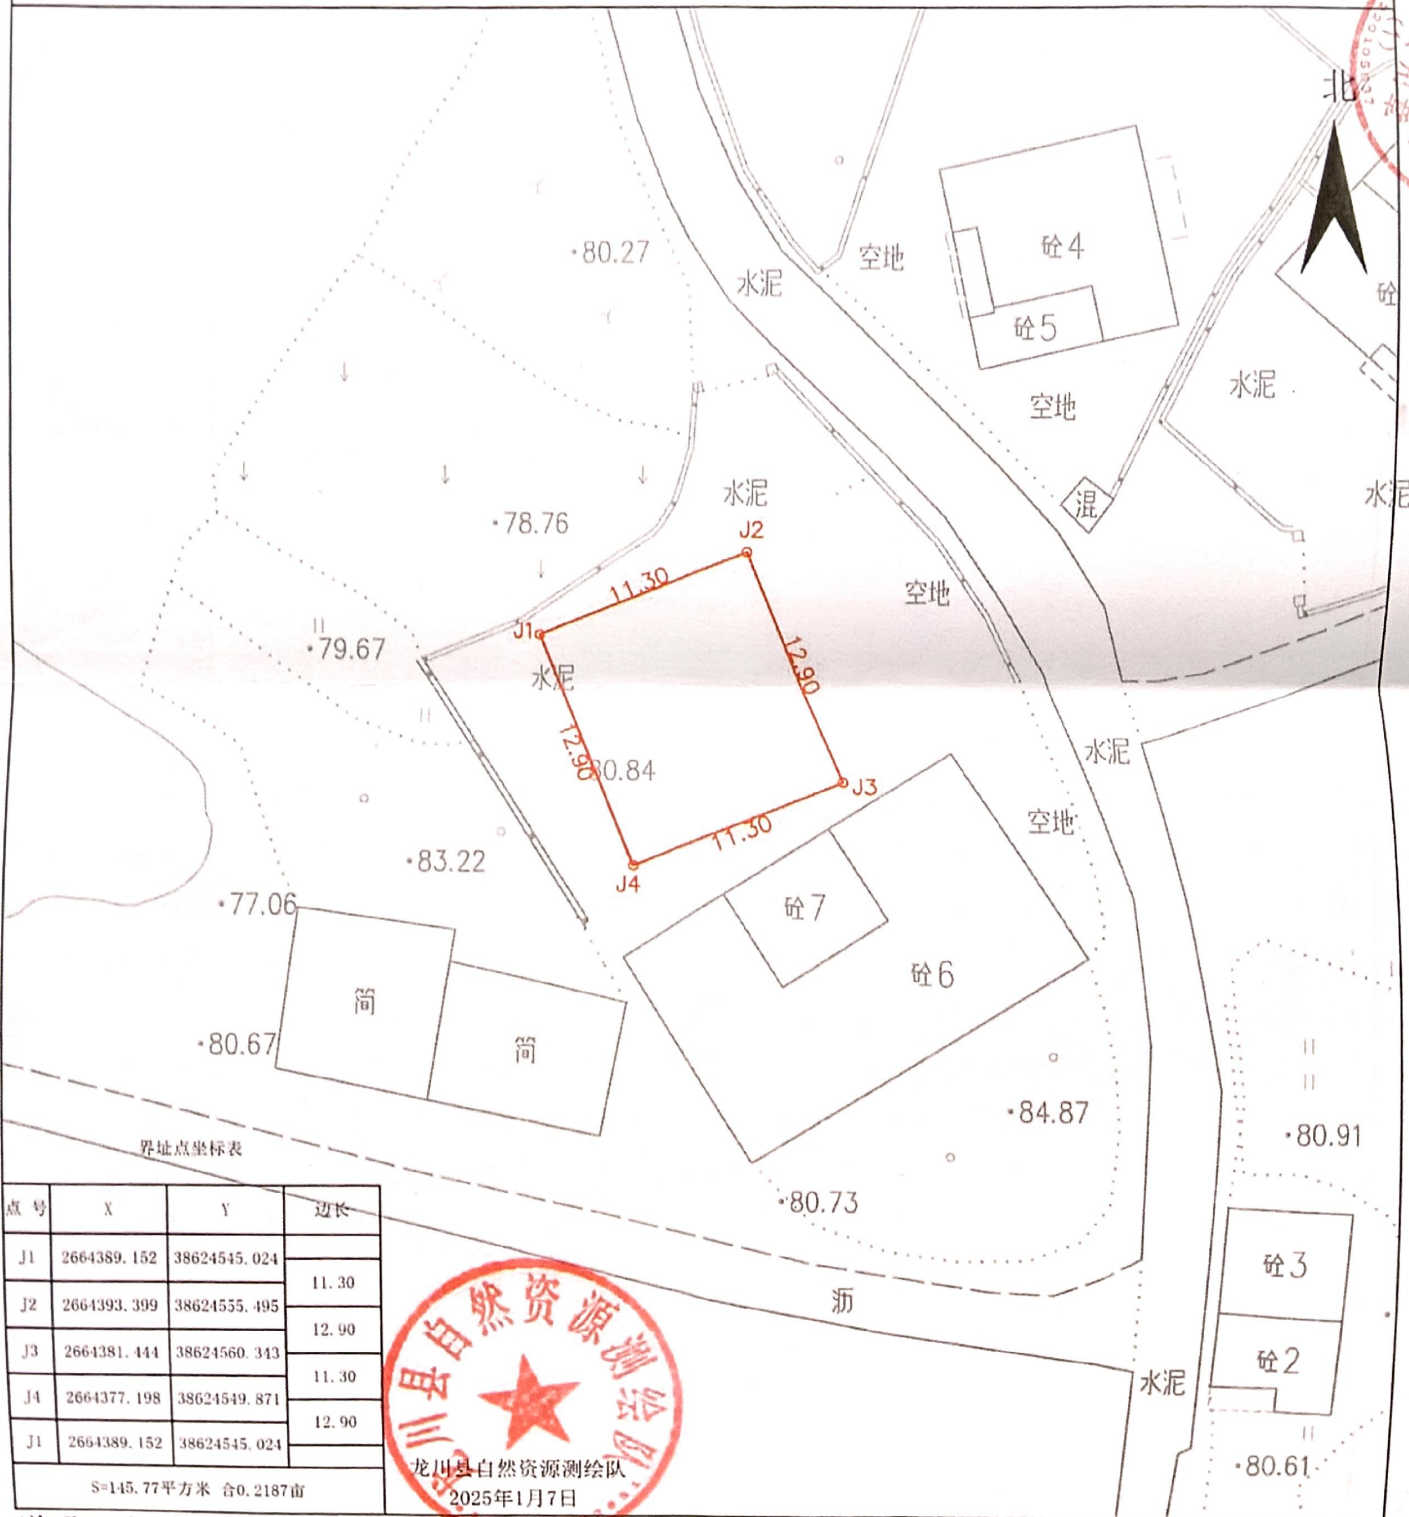 北
80.27
水泥
空地
砼4
砼5
砼
空地
水泥
水泥
水泥
混
78.76
J2
11.30
空地
J1
79.67
水泥
12.90
12.90
80.84
水泥
J3
11.30
空地
83.22
J4
77.06
砼7
砼6
简
简
80.67
84.87
80.91
80.73
砼3
沥
砼2
水泥
80.61
界址点坐标表
点 号 X Y 边长
J1 2664389.152 38624545.024
11.30
J2 2664393.399 38624555.495
12.90
J3 2664381.444 38624560.343
11.30
J4 2664377.198 38624549.871
12.90
J1 2664389.152 38624545.024
S=145.77平方米 合0.2187亩
龙川县自然资源测绘队
龙川县自然资源测绘队
2025年1月7日